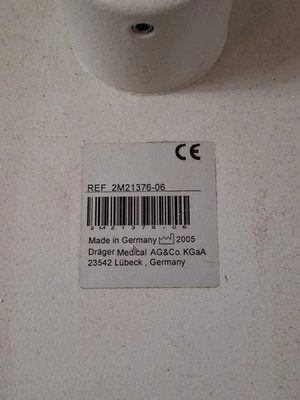 CE
REF 2M21376-06
2M21376-06
Made in Germany 2005
Dräger Medical AG&Co.KGaA
23542 Lübeck , Germany